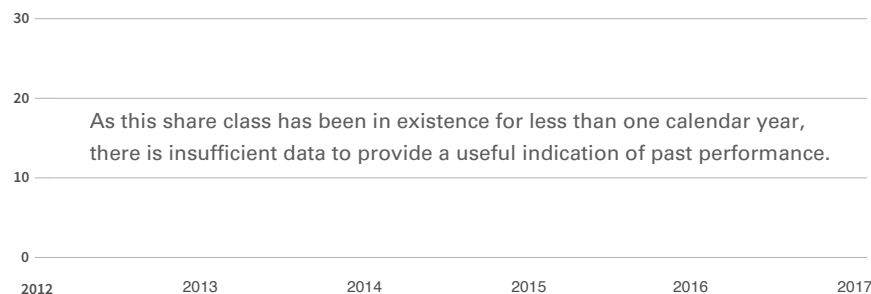 30
20
As this share class has been in existence for less than one calendar year,
there is insufficient data to provide a useful indication of past performance.
10
0
2012 2013 2014 2015 2016 2017